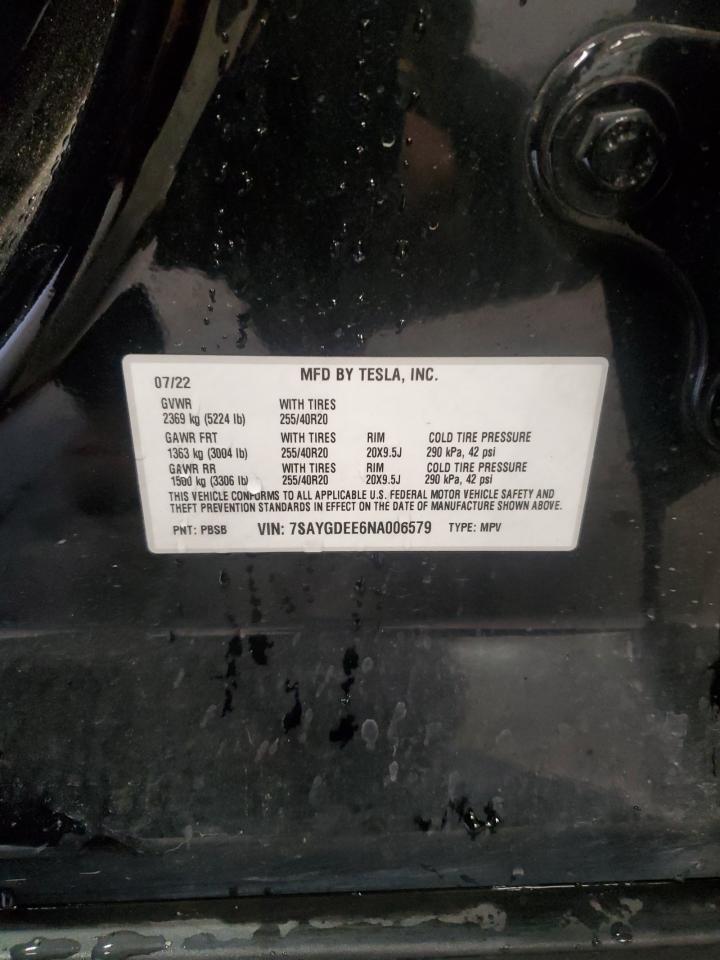 07/22 MFD BY TESLA, INC.
GVWR WITH TIRES
2369 kg (5224 lb) 255/40R20
GAWR FRT WITH TIRES RIM COLD TIRE PRESSURE
1363 kg (3004 lb) 255/40R20 20X9.5J 290 kPa, 42 psi
GAWR RR WITH TIRES RIM COLD TIRE PRESSURE
1500 kg (3306 lb) 255/40R20 20X9.5J 290 kPa, 42 psi
THIS VEHICLE CONFORMS TO ALL APPLICABLE U.S. FEDERAL MOTOR VEHICLE SAFETY AND
THEFT PREVENTION STANDARDS IN EFFECT ON THE DATE OF MANUFACTURE SHOWN ABOVE.
PNT: PBSB VIN: 7SAYGDEE6NA006579 TYPE: MPV